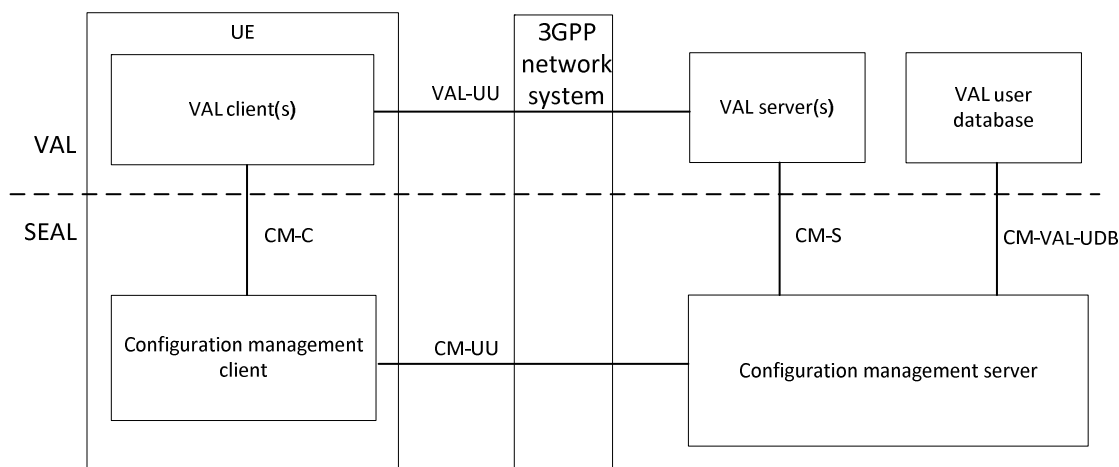 UE
3GPP
network
system
VAL client(s)
VAL-UU
VAL server(s)
VAL user
database
VAL
SEAL
CM-C
CM-S
CM-VAL-UDB
Configuration management
client
CM-UU
Configuration management server